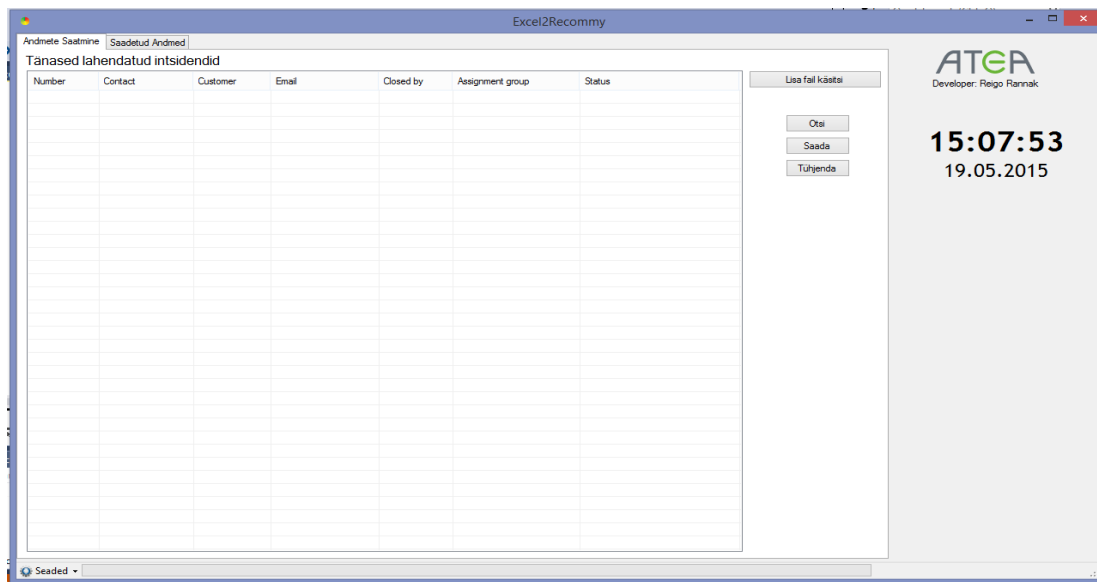 Excel2Recommy
Andmete Saatmine Saadetud Andmed
Tänased lahendatud intsidendid
Number Contact Customer Email Closed by Assignment group Status
Lisa fail käsitsi
Otsi
Saada
Tühjenda
ATEA
Developer: Reigo Rannak
15:07:53
19.05.2015
Seaded